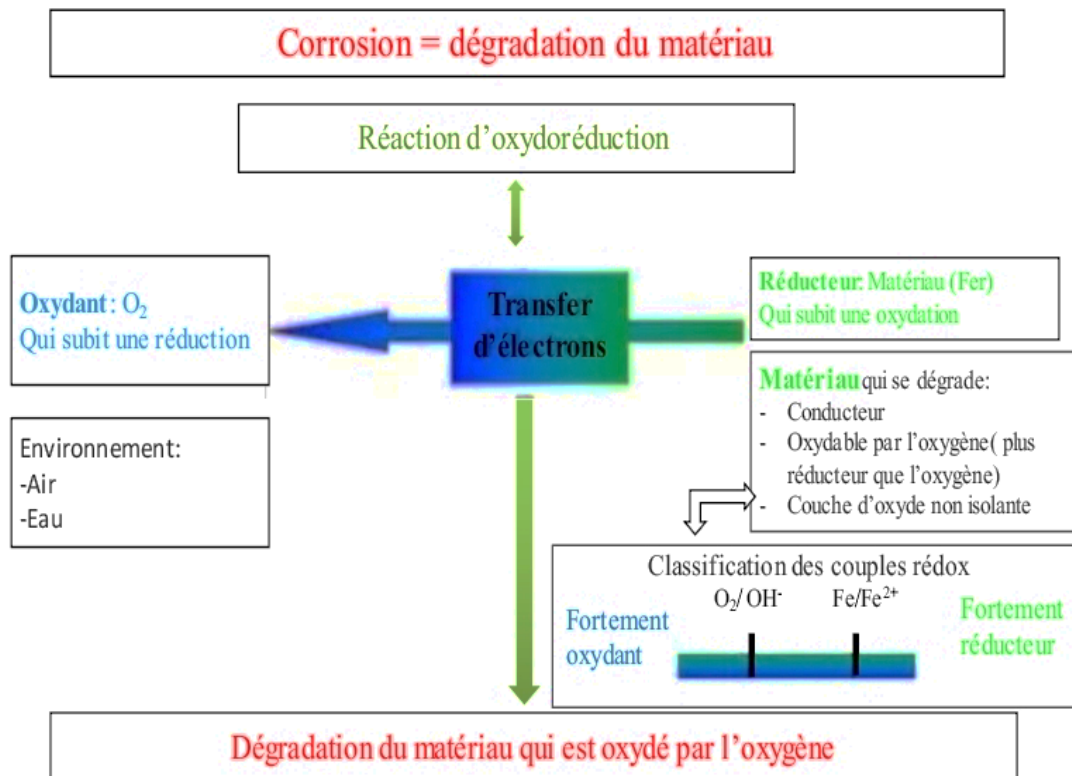 Corrosion = dégradation du matériau
Réaction d'oxydoréduction
Oxydant: O₂
Qui subit une réduction
Transfer
d'électrons
Réducteur: Matériau (Fer)
Qui subit une oxydation
Matériau qui se dégrade:
- Conducteur
- Oxydable par l'oxygène( plus
réducteur que l'oxygène)
- Couche d'oxyde non isolante
Environnement:
-Air
-Eau
Classification des couples rédox
O₂/ OH⁻ Fe/Fe²⁺
Fortement
oxydant
Fortement
réducteur
Dégradation du matériau qui est oxydé par l'oxygène